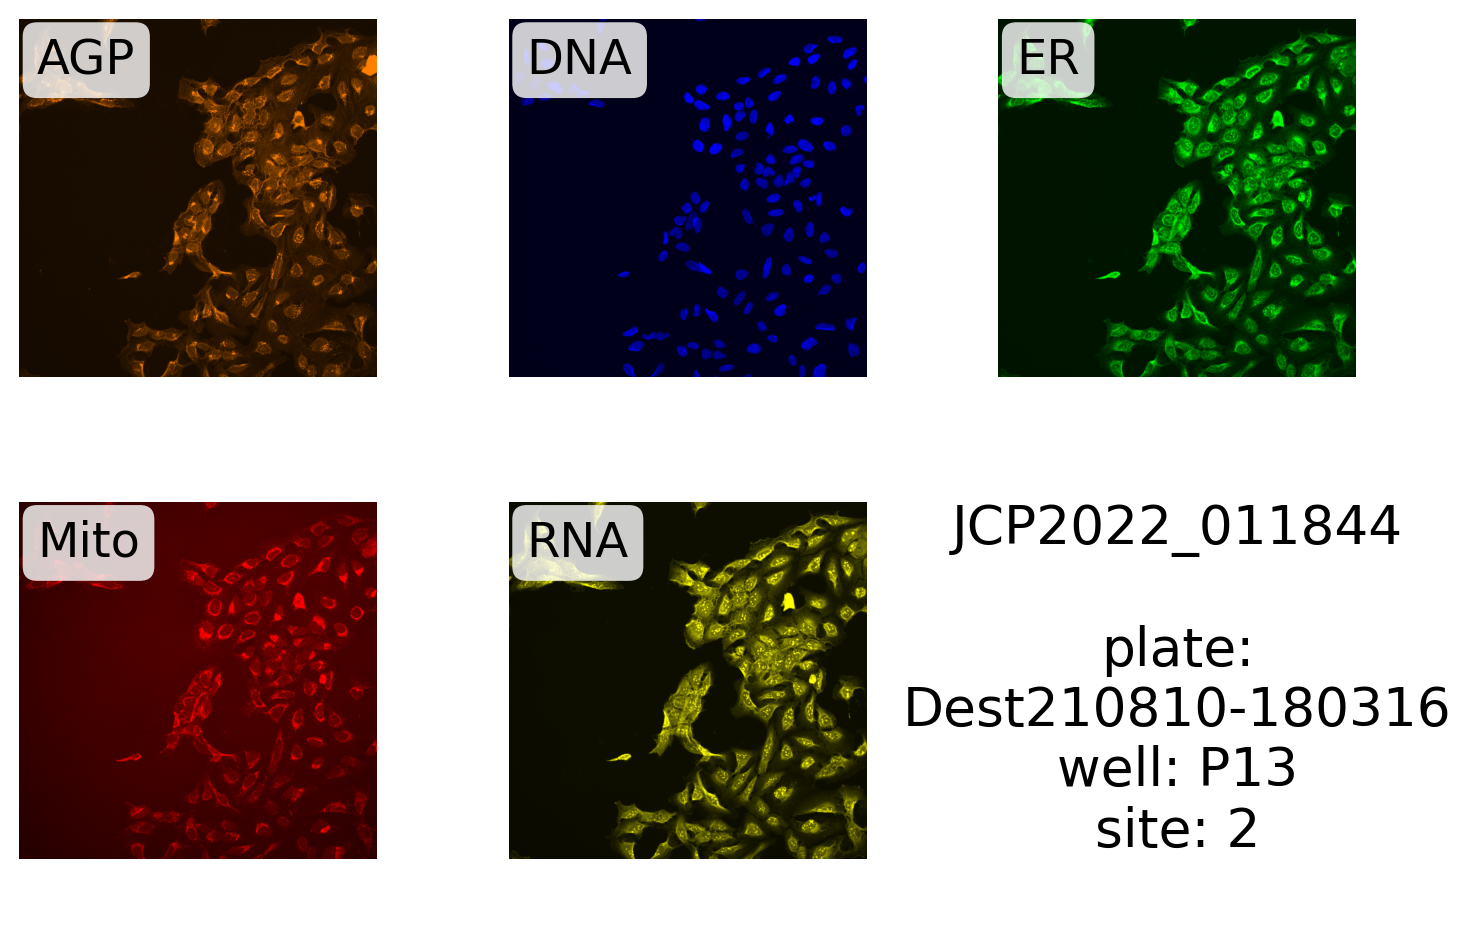 AGP
DNA
ER
Mito
RNA
JCP2022_011844
plate:
Dest210810-180316
well: P13
site: 2